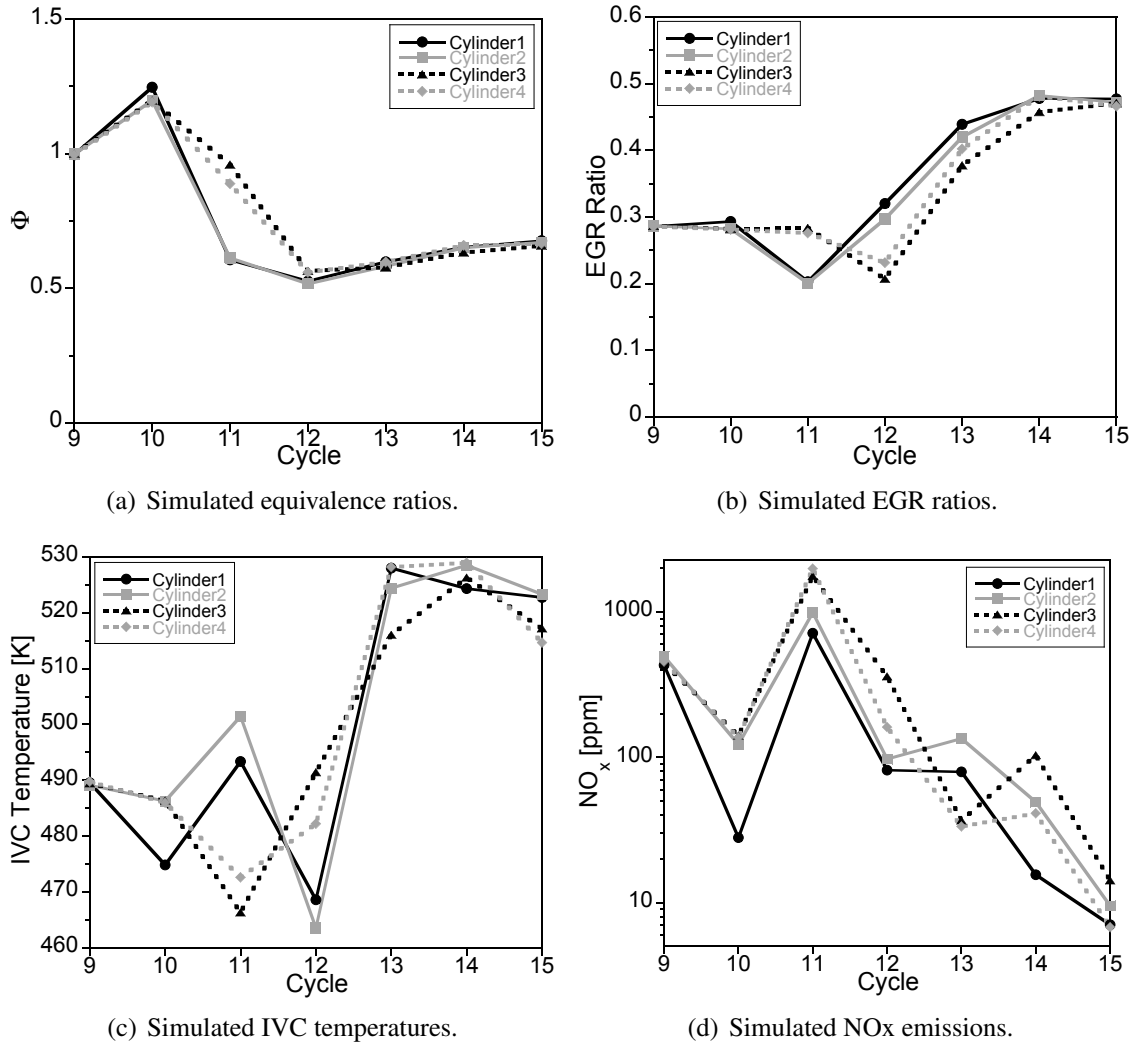 1.5
1
0.5
0
Φ
Cylinder1
Cylinder2
Cylinder3
Cylinder4
9 10 11 12 13 14 15
Cycle
(a) Simulated equivalence ratios.
0.6
0.5
0.4
0.3
0.2
0.1
0
EGR Ratio
Cylinder1
Cylinder2
Cylinder3
Cylinder4
9 10 11 12 13 14 15
Cycle
(b) Simulated EGR ratios.
530
520
510
500
490
480
470
460
IVC Temperature [K]
Cylinder1
Cylinder2
Cylinder3
Cylinder4
9 10 11 12 13 14 15
Cycle
(c) Simulated IVC temperatures.
1000
100
10
NOx [ppm]
Cylinder1
Cylinder2
Cylinder3
Cylinder4
9 10 11 12 13 14 15
Cycle
(d) Simulated NOx emissions.